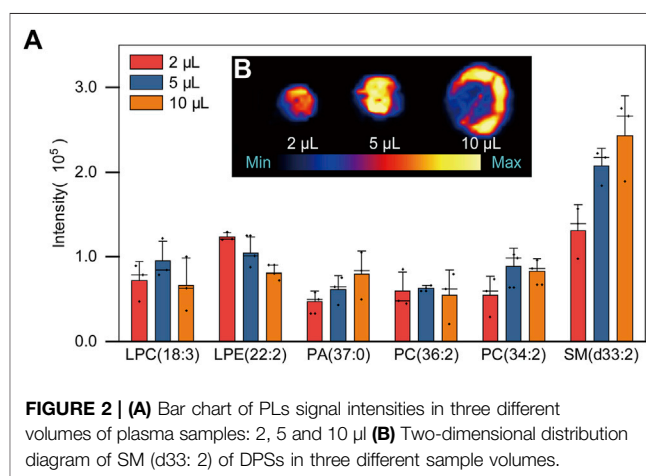 A
2 μL
5 μL
10 μL
B
2 μL 5 μL 10 μL
Min Max
Intensity( 10⁵)
3.0
2.0
1.0
0.0
LPC(18:3) LPE(22:2) PA(37:0) PC(36:2) PC(34:2) SM(d33:2)
FIGURE 2 | (A) Bar chart of PLs signal intensities in three different
volumes of plasma samples: 2, 5 and 10 μl (B) Two-dimensional distribution
diagram of SM (d33: 2) of DPSs in three different sample volumes.